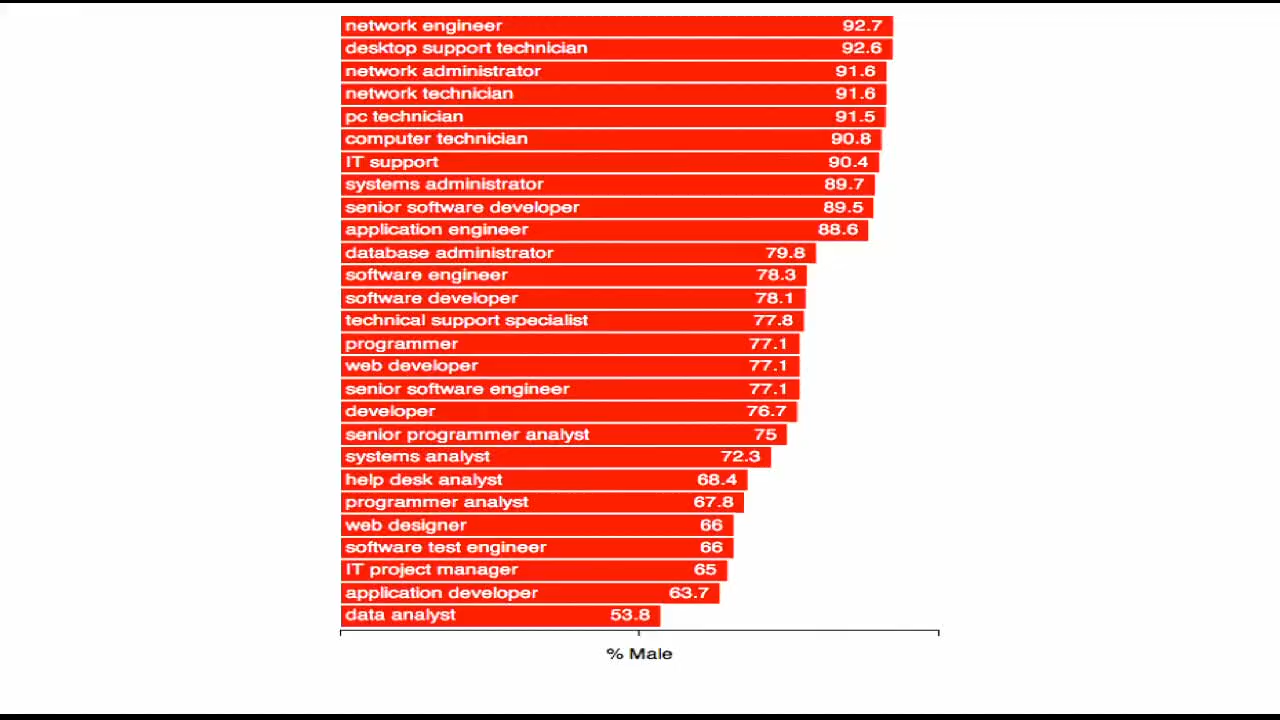 network engineer 92.7
desktop support technician 92.6
network administrator 91.6
network technician 91.6
pc technician 91.5
computer technician 90.8
IT support 90.4
systems administrator 89.7
senior software developer 89.5
application engineer 88.6
database administrator 79.8
software engineer 78.3
software developer 78.1
technical support specialist 77.8
programmer 77.1
web developer 77.1
senior software engineer 77.1
developer 76.7
senior programmer analyst 75
systems analyst 72.3
help desk analyst 68.4
programmer analyst 67.8
web designer 66
software test engineer 66
IT project manager 65
application developer 63.7
data analyst 53.8
% Male